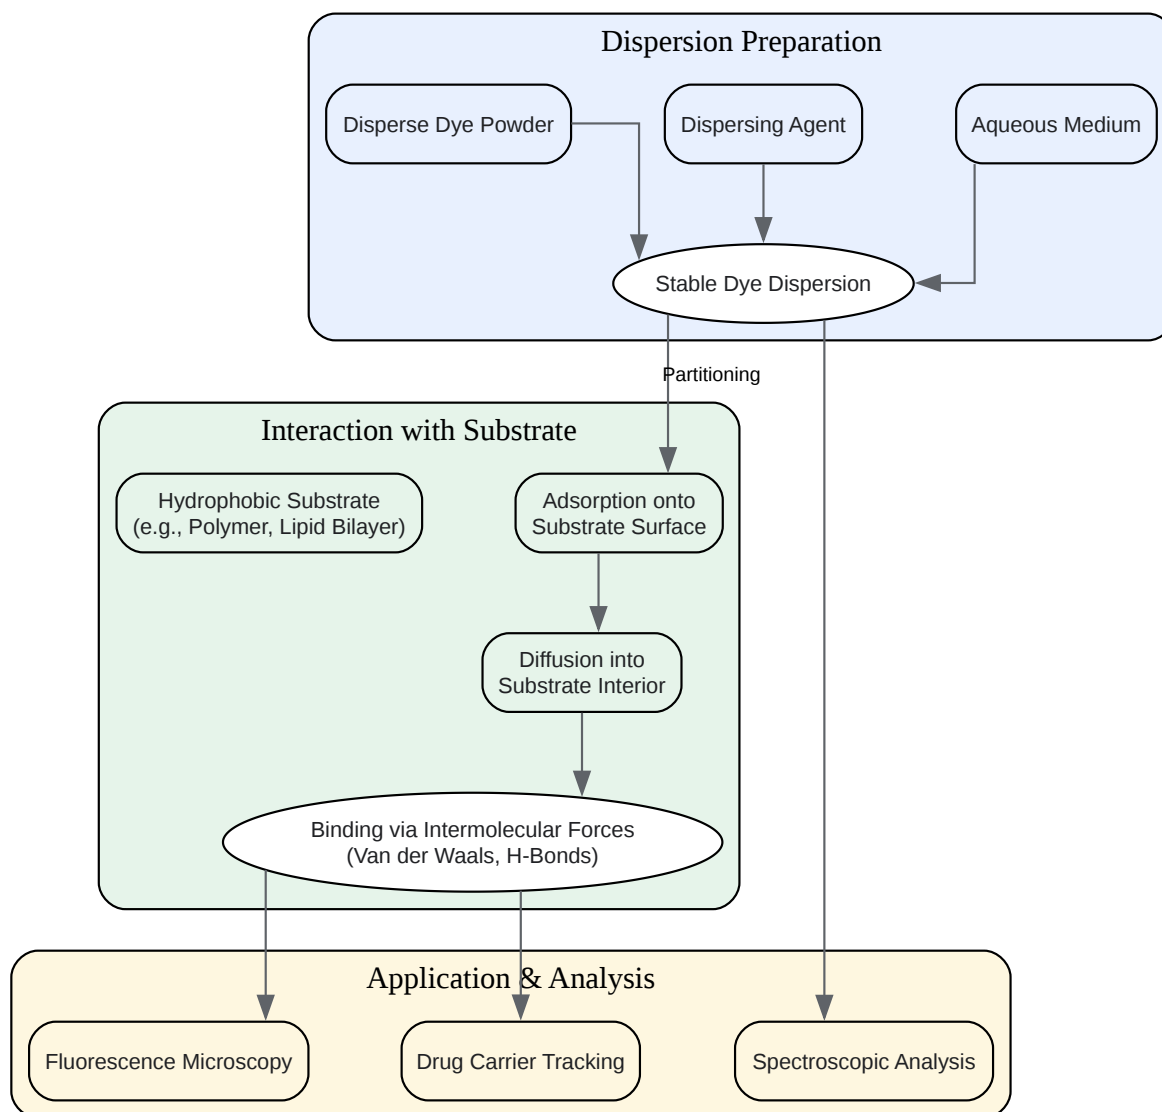 Dispersion Preparation
Disperse Dye Powder
Dispersing Agent
Aqueous Medium
Stable Dye Dispersion
Partitioning
Interaction with Substrate
Hydrophobic Substrate
(e.g., Polymer, Lipid Bilayer)
Adsorption onto
Substrate Surface
Diffusion into
Substrate Interior
Binding via Intermolecular Forces
(Van der Waals, H-Bonds)
Application & Analysis
Fluorescence Microscopy
Drug Carrier Tracking
Spectroscopic Analysis